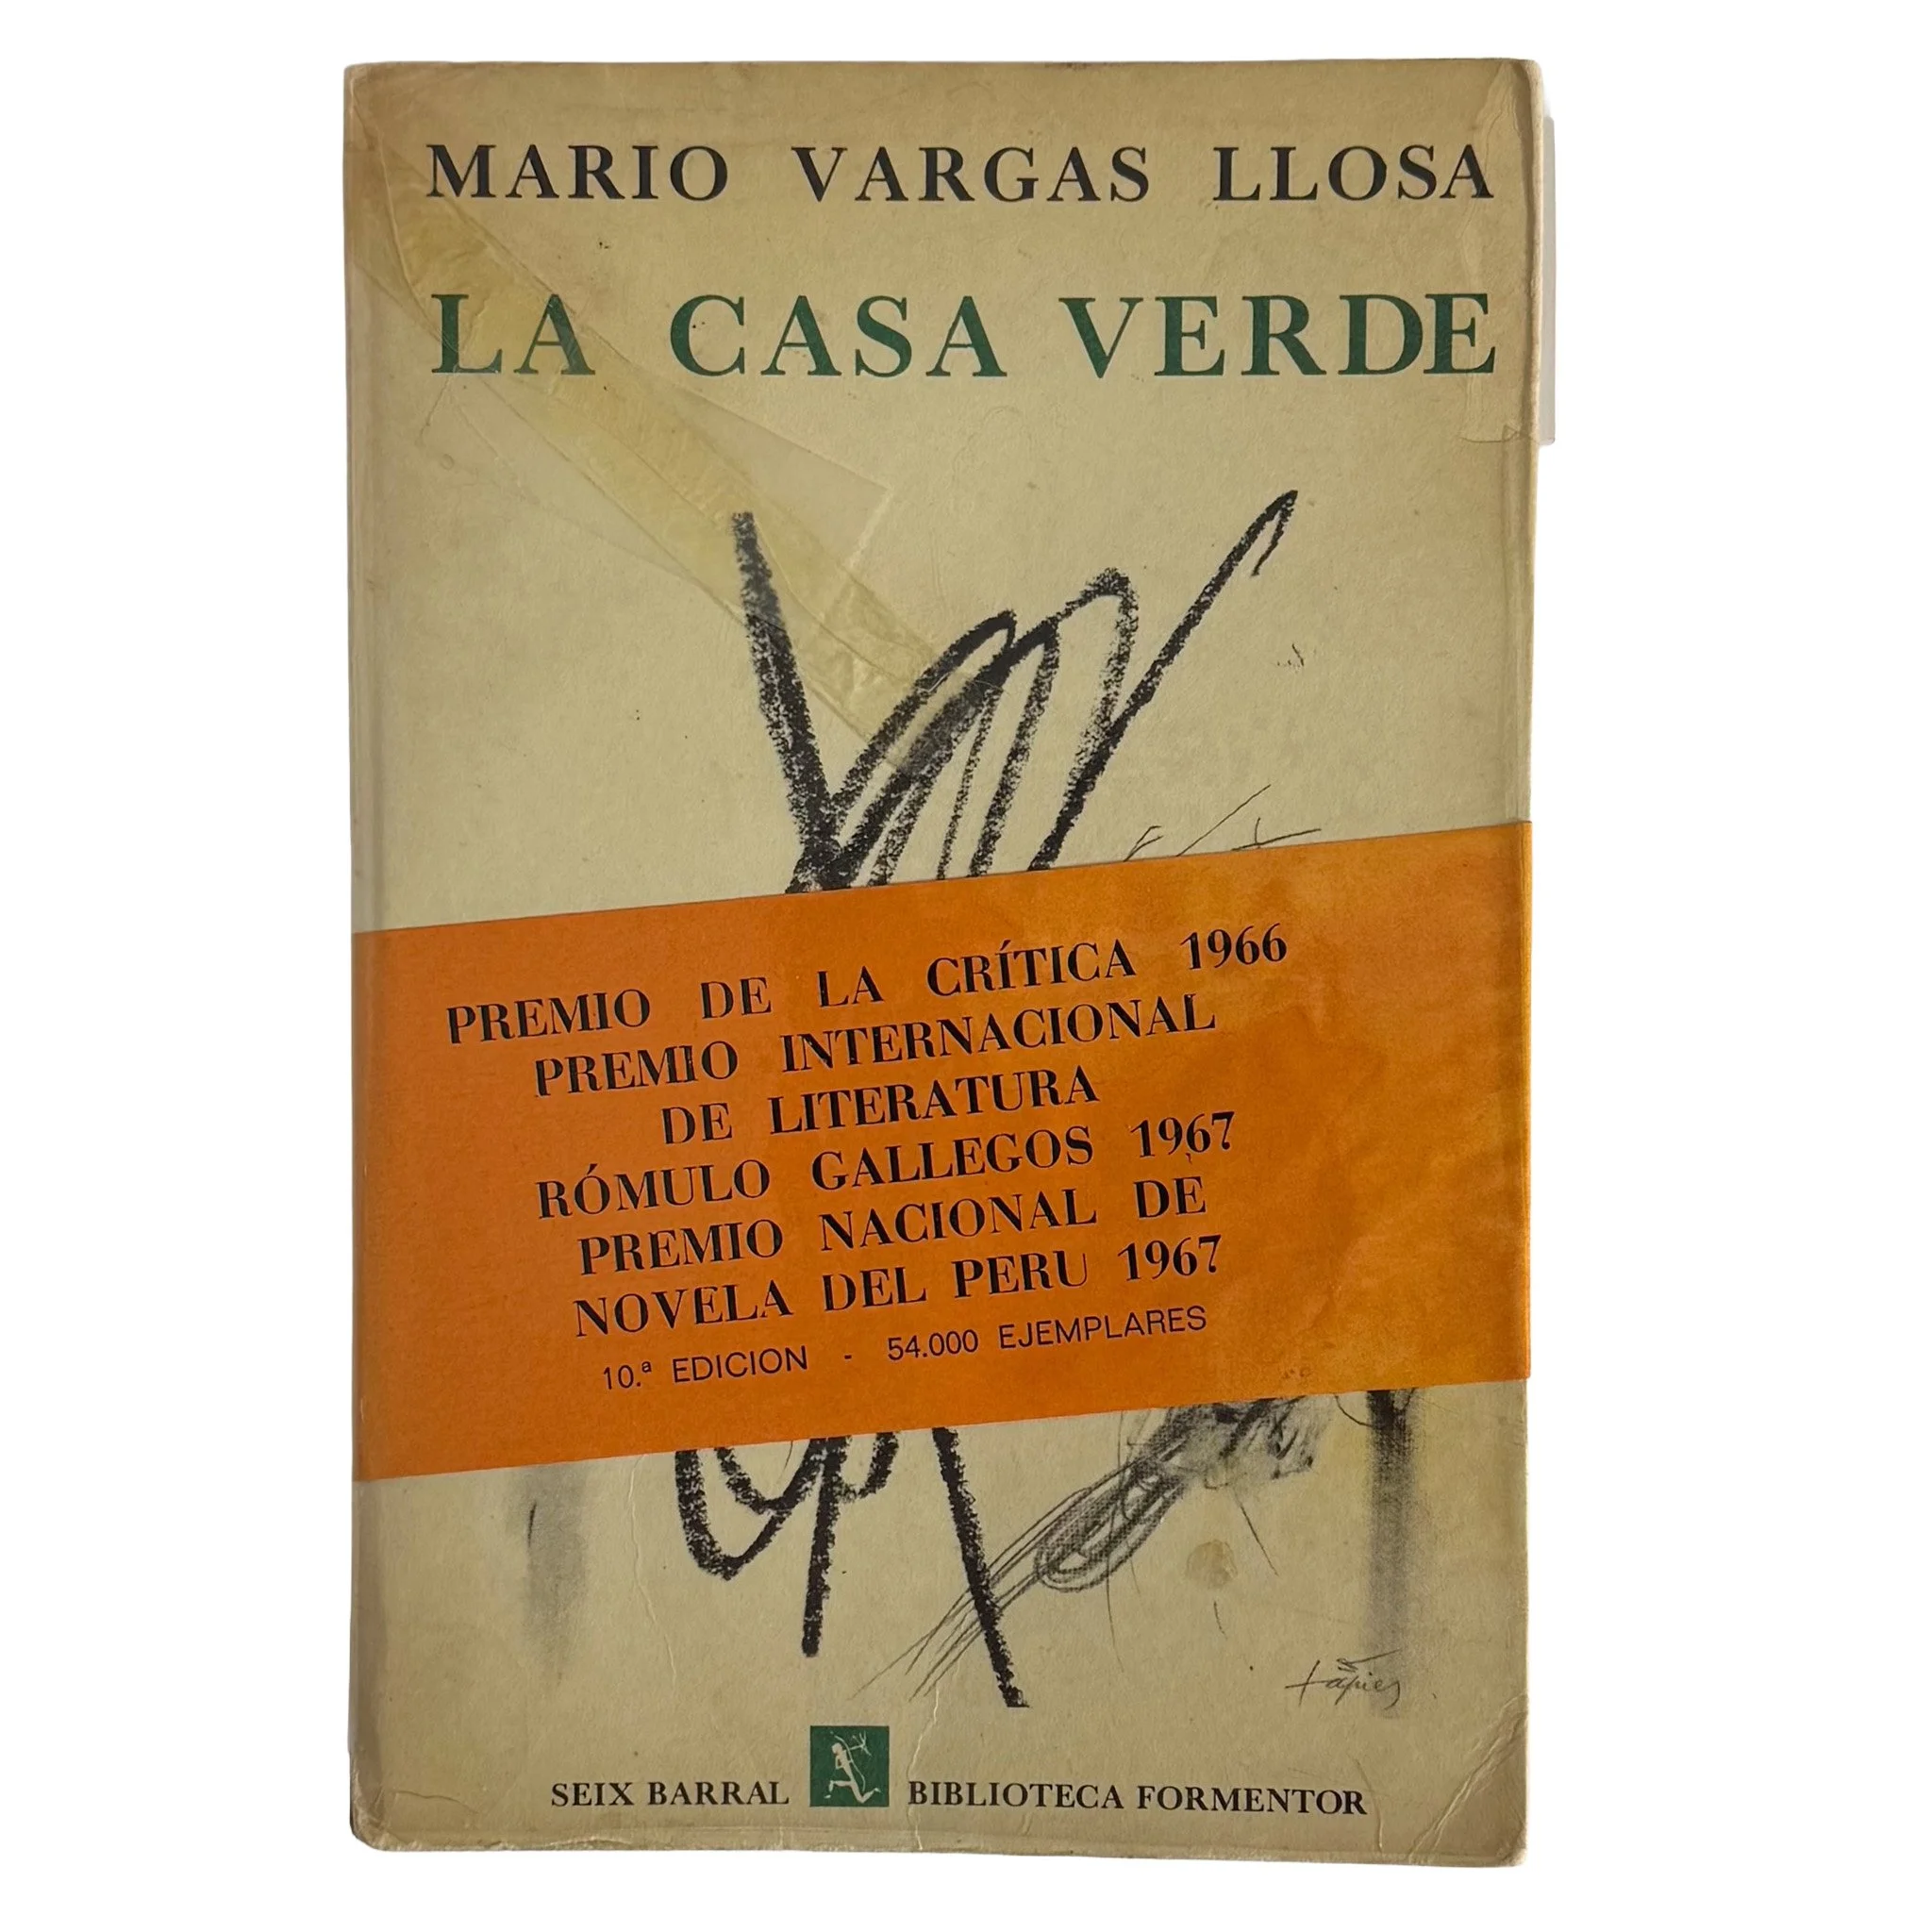 MARIO VARGAS LLOSA
LA CASA VERDE
PREMIO DE LA CRÍTICA 1966
PREMIO INTERNACIONAL
DE LITERATURA
RÓMULO GALLEGOS 1967
PREMIO NACIONAL DE
NOVELA DEL PERU 1967
10.ª EDICION - 54.000 EJEMPLARES
tàpies
SEIX BARRAL BIBLIOTECA FORMENTOR